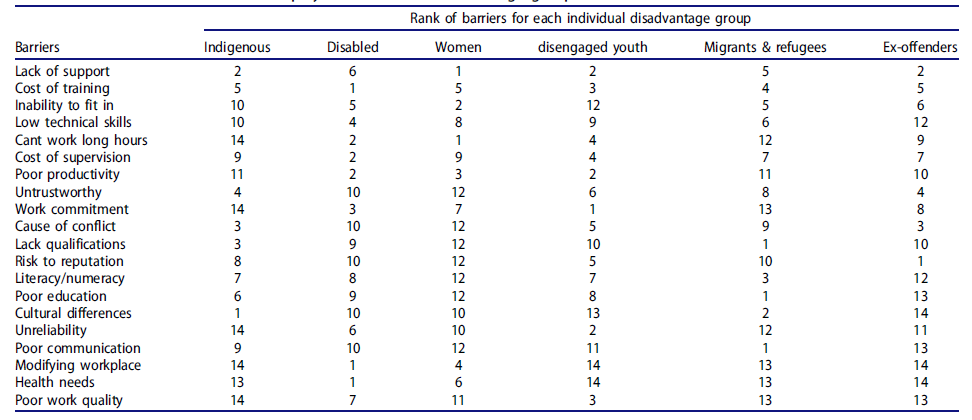 Rank of barriers for each individual disadvantage group
Barriers Indigenous Disabled Women disengaged youth Migrants & refugees Ex-offenders
Lack of support 2 6 1 2 5 2
Cost of training 5 1 5 3 4 5
Inability to fit in 10 5 2 12 5 6
Low technical skills 10 4 8 9 6 12
Cant work long hours 14 2 1 4 12 9
Cost of supervision 9 2 9 4 7 7
Poor productivity 11 2 3 2 11 10
Untrustworthy 4 10 12 6 8 4
Work commitment 14 3 7 1 13 8
Cause of conflict 3 10 12 5 9 3
Lack qualifications 3 9 12 10 1 10
Risk to reputation 8 10 12 5 10 1
Literacy/numeracy 7 8 12 7 3 12
Poor education 6 9 12 8 1 13
Cultural differences 1 10 10 13 2 14
Unreliability 14 6 10 2 12 11
Poor communication 9 10 12 11 1 13
Modifying workplace 14 1 4 14 13 14
Health needs 13 1 6 14 13 14
Poor work quality 14 7 11 3 13 13